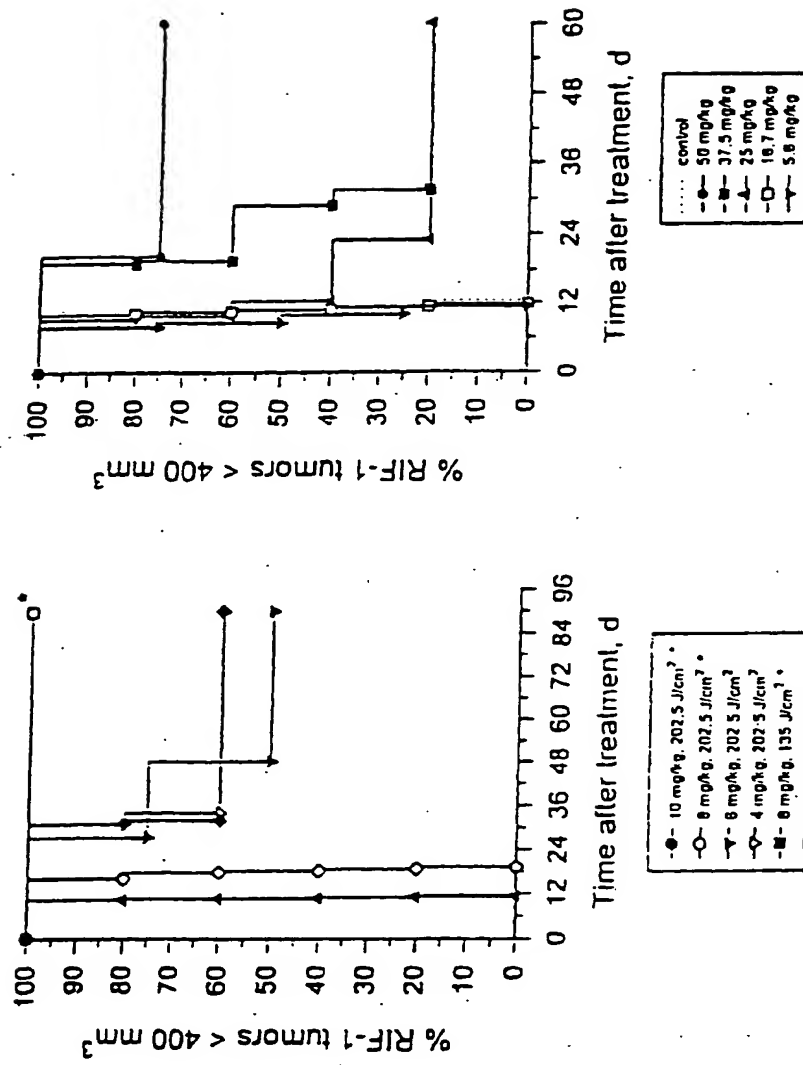 % RIF-1 tumors < 400 mm³
100
90
80
70
60
50
40
30
20
10
0
0 12 24 36 48 60 72 84 96
*
Time after treatment, d
10 mg/kg, 202.5 J/cm² *
8 mg/kg, 202.5 J/cm² *
6 mg/kg, 202.5 J/cm²
4 mg/kg, 202.5 J/cm²
8 mg/kg, 135 J/cm² *
% RIF-1 tumors < 400 mm³
100
90
80
70
60
50
40
30
20
10
0
0 12 24 36 48 60
Time after treatment, d
control
50 mg/kg
37.5 mg/kg
25 mg/kg
18.7 mg/kg
5.8 mg/kg